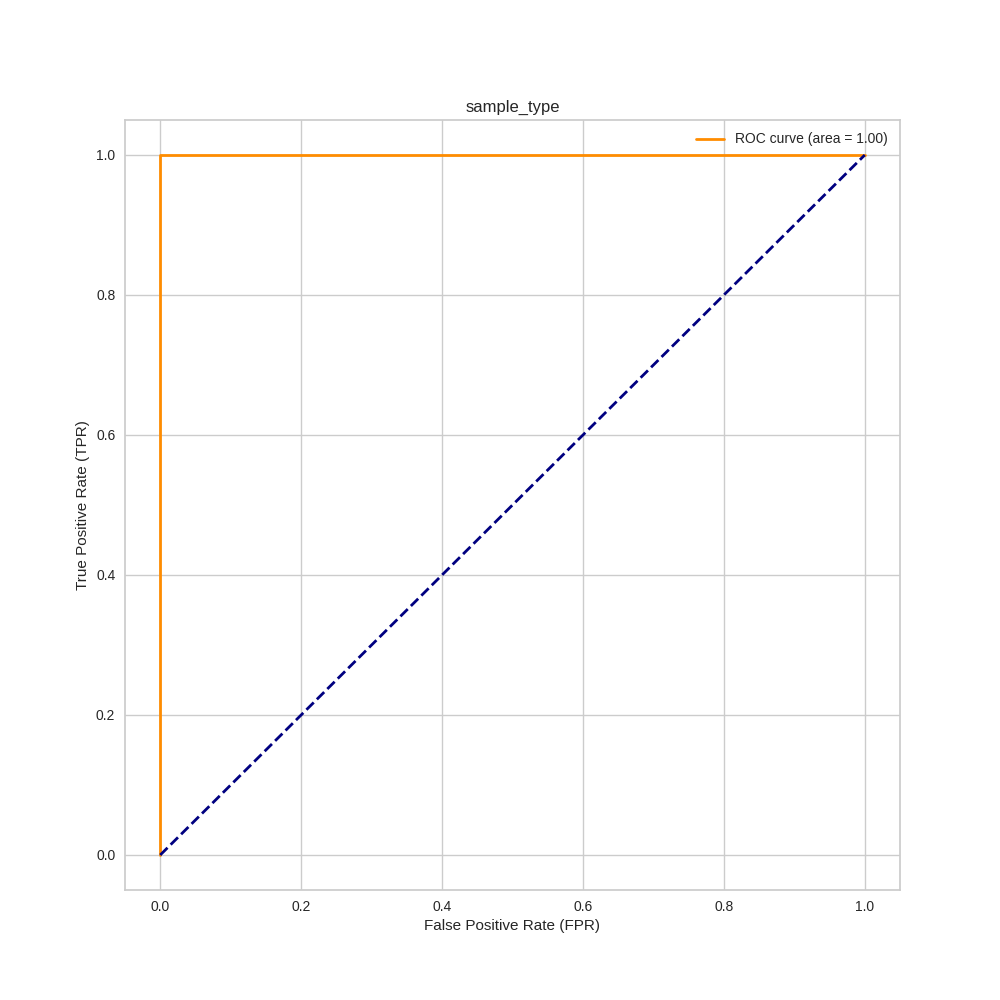 sample_type
ROC curve (area = 1.00)
1.0
0.8
0.6
0.4
0.2
0.0
True Positive Rate (TPR)
0.0 0.2 0.4 0.6 0.8 1.0
False Positive Rate (FPR)